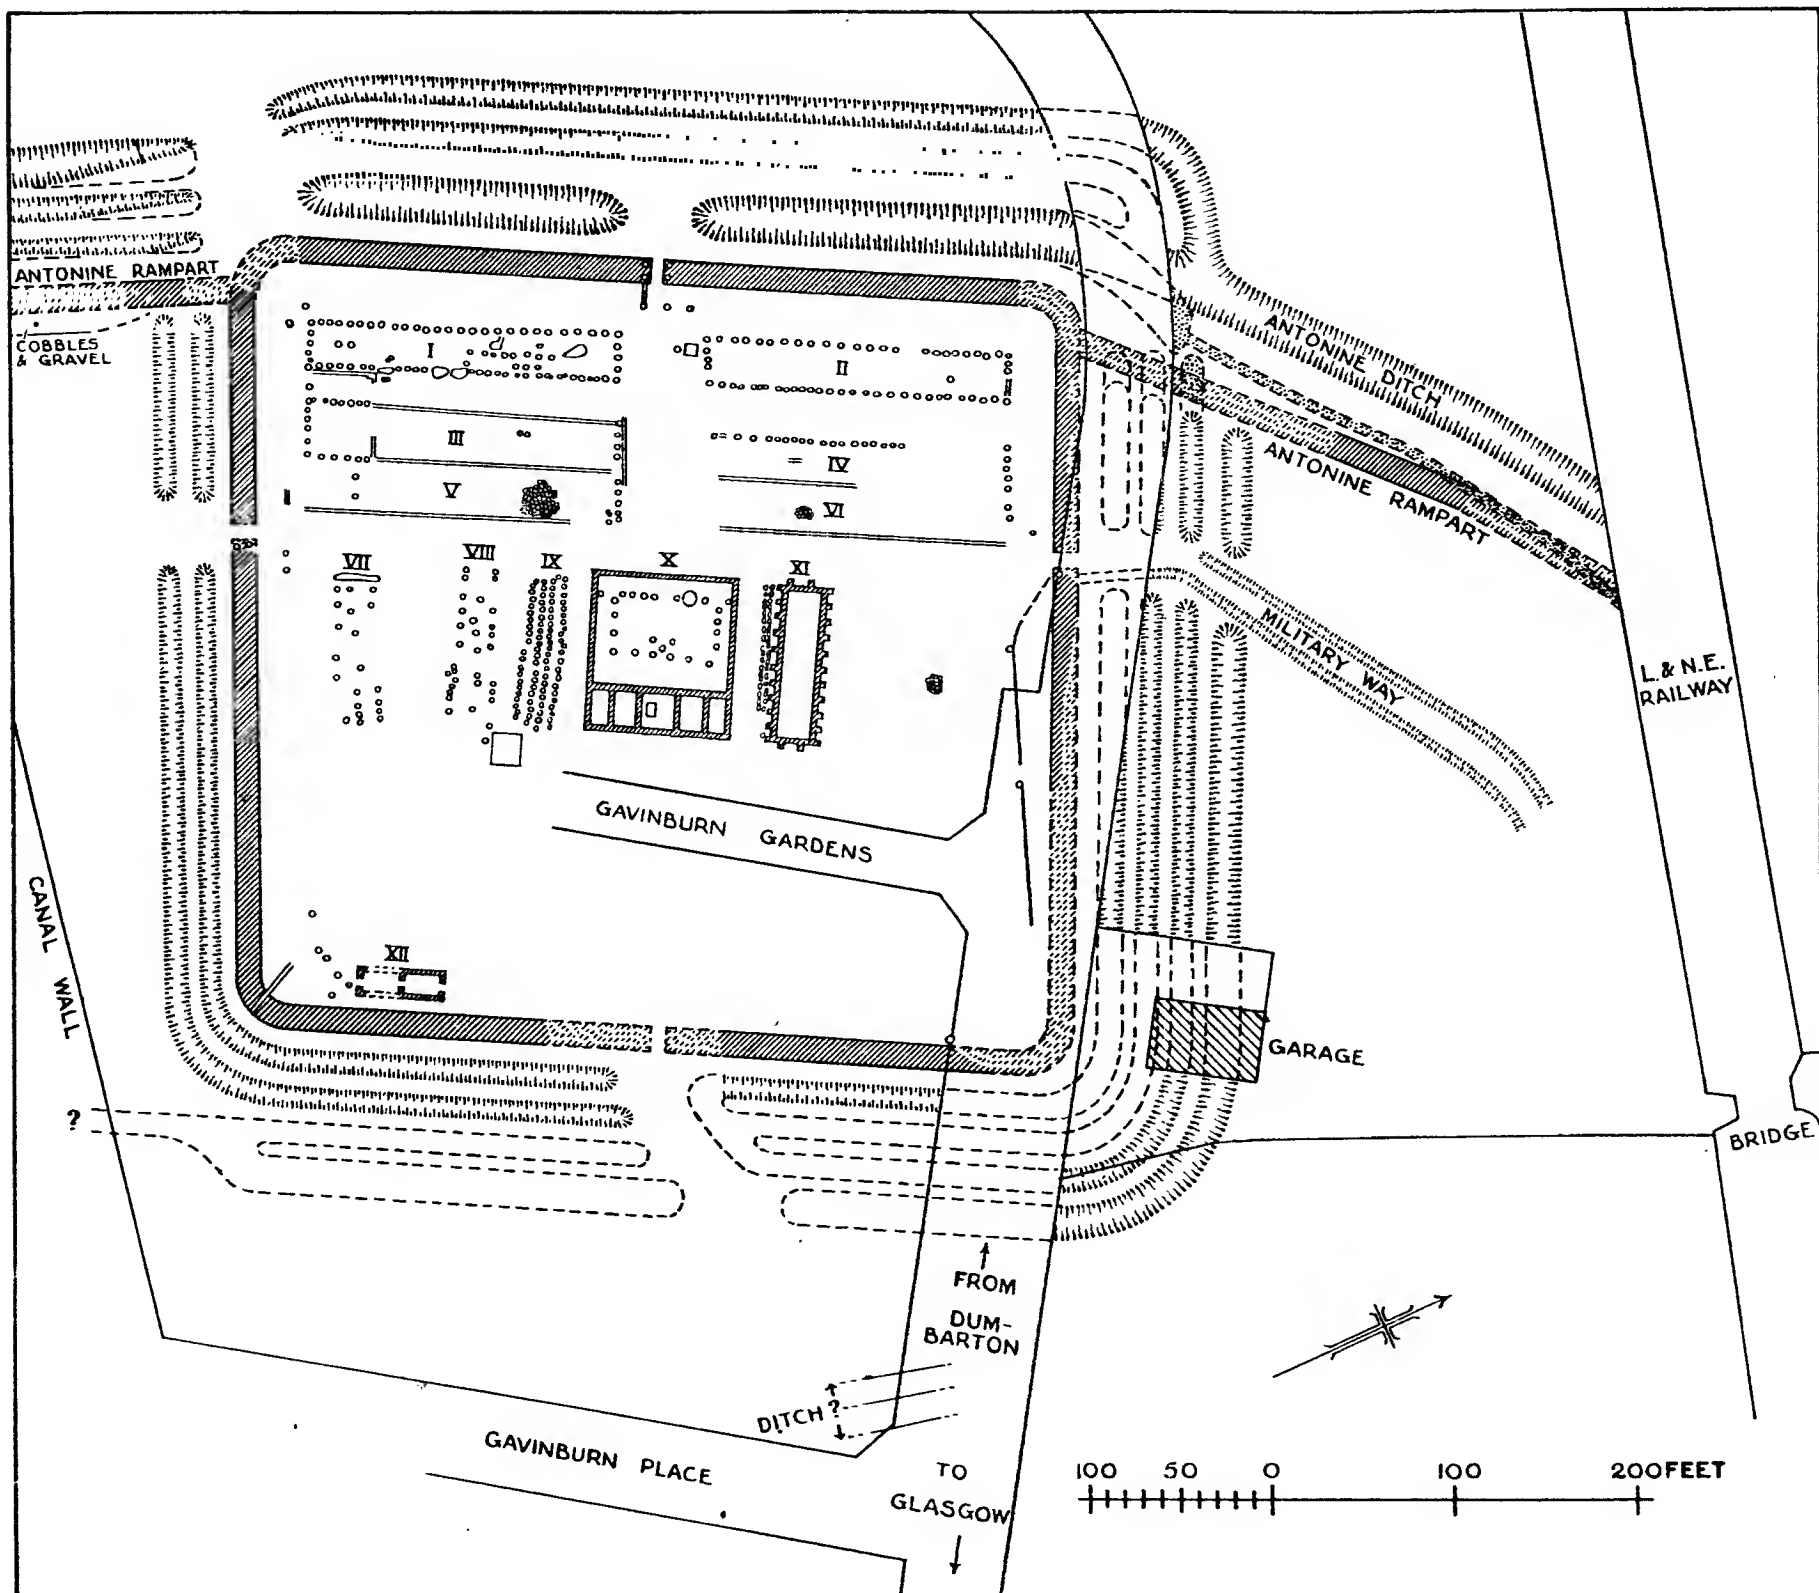 ANTONINE RAMPART
COBBLES
& GRAVEL
I
II
III
IV
V
VI
VII
VIII
IX
X
XI
ANTONINE DITCH
ANTONINE RAMPART
MILITARY WAY
L. & N.E.
RAILWAY
GAVINBURN GARDENS
CANAL WALL
XII
GARAGE
?
BRIDGE
FROM
DUM-
BARTON
DITCH?
GAVINBURN PLACE
TO
GLASGOW
100 50 0 100 200 FEET